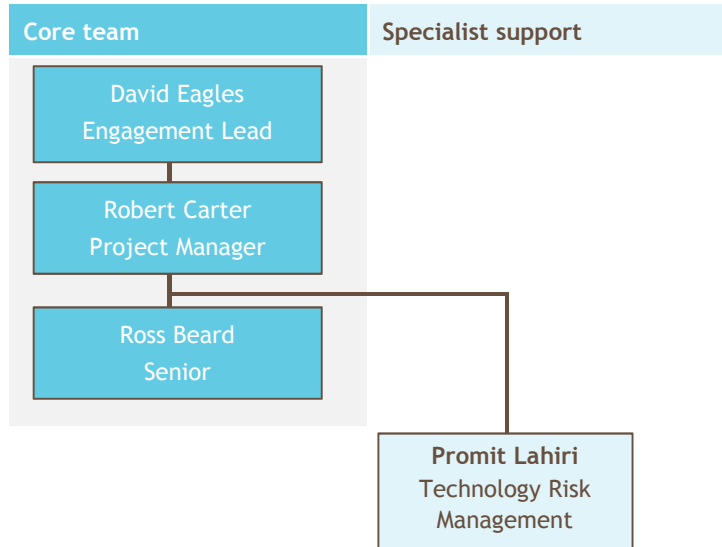 Core team
Specialist support
David Eagles
Engagement Lead
Robert Carter
Project Manager
Ross Beard
Senior
Promit Lahiri
Technology Risk
Management